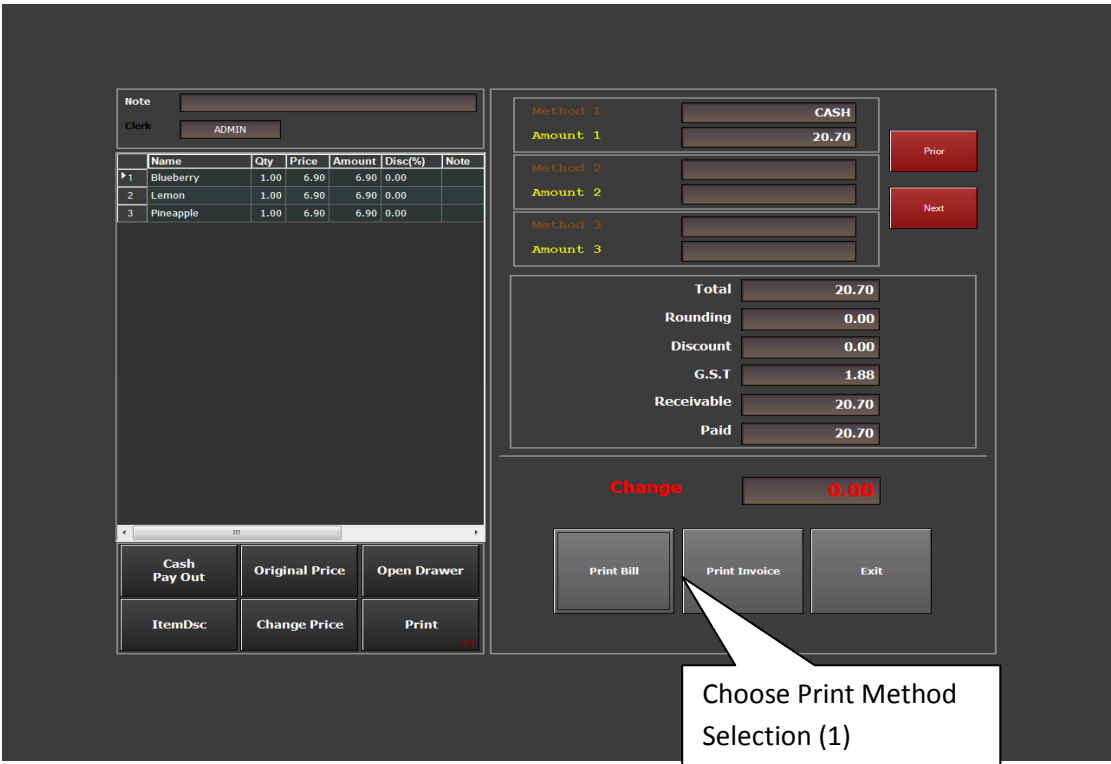 Note
Clerk ADMIN
Name Qty Price Amount Disc(%) Note
1 Blueberry 1.00 6.90 6.90 0.00
2 Lemon 1.00 6.90 6.90 0.00
3 Pineapple 1.00 6.90 6.90 0.00
Cash Pay Out
Original Price
Open Drawer
ItemDsc
Change Price
Print
Method 1 CASH
Amount 1 20.70
Method 2
Amount 2
Method 3
Amount 3
Prior
Next
Total 20.70
Rounding 0.00
Discount 0.00
G.S.T 1.88
Receivable 20.70
Paid 20.70
Change 0.00
Print Bill
Print Invoice
Exit
Choose Print Method
Selection (1)